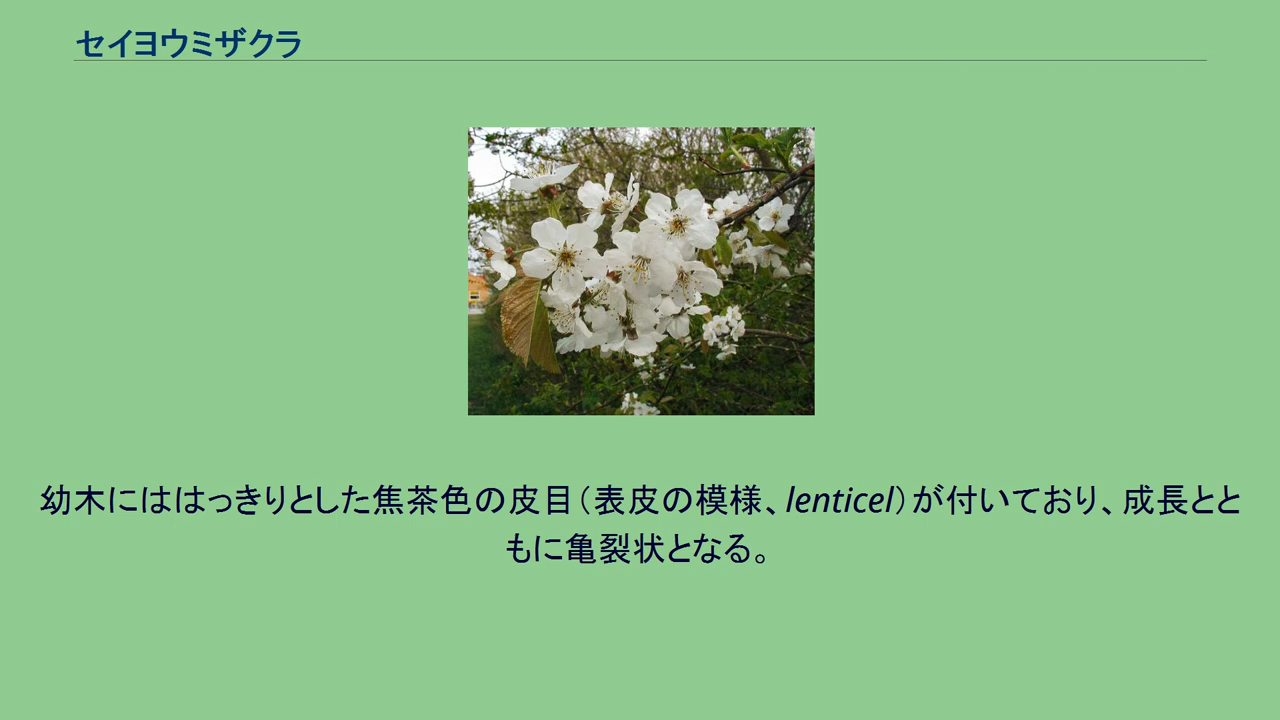 セイヨウミザクラ
幼木にははっきりとした焦茶色の皮目（表皮の模様、lenticel）が付いており、成長とと
もに亀裂状となる。